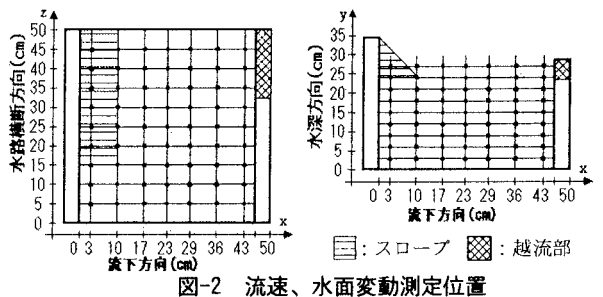 z
水路横断方向(cm)
50
45
40
35
30
25
20
15
10
5
0
0 3 10 17 23 29 36 43 50
x
流下方向(cm)
y
水深方向(cm)
35
30
25
20
15
10
5
0
0 3 10 17 23 29 36 43 50
x
流下方向(cm)
:スロープ :越流部
図-2 流速、水面変動測定位置